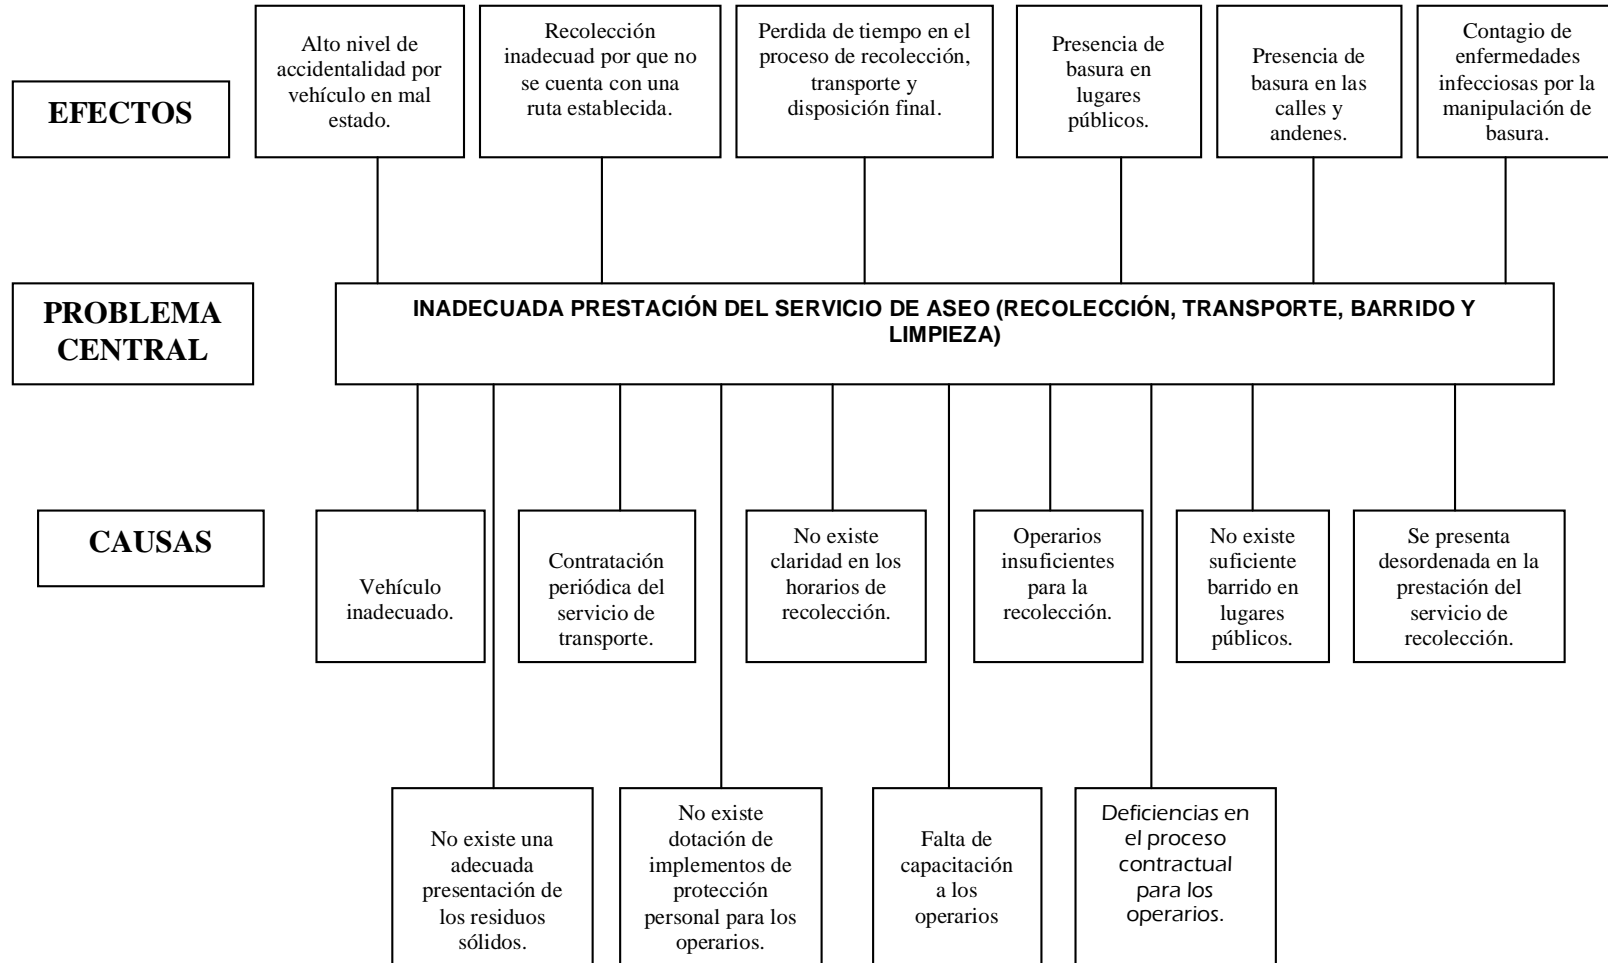 EFECTOS
Alto nivel de
accidentalidad por
vehículo en mal
estado.
Recolección
inadecuad por que no
se cuenta con una
ruta establecida.
Perdida de tiempo en el
proceso de recolección,
transporte y
disposición final.
Presencia de
basura en
lugares
públicos.
Presencia de
basura en las
calles y
andenes.
Contagio de
enfermedades
infecciosas por la
manipulación de
basura.
PROBLEMA
CENTRAL
INADECUADA PRESTACIÓN DEL SERVICIO DE ASEO (RECOLECCIÓN, TRANSPORTE, BARRIDO Y
LIMPIEZA)
CAUSAS
Vehículo
inadecuado.
Contratación
periódica del
servicio de
transporte.
No existe
claridad en los
horarios de
recolección.
Operarios
insuficientes
para la
recolección.
No existe
suficiente
barrido en
lugares
públicos.
Se presenta
desordenada en la
prestación del
servicio de
recolección.
No existe una
adecuada
presentación de
los residuos
sólidos.
No existe
dotación de
implementos de
protección
personal para los
operarios.
Falta de
capacitación
a los
operarios
Deficiencias en
el proceso
contractual
para los
operarios.